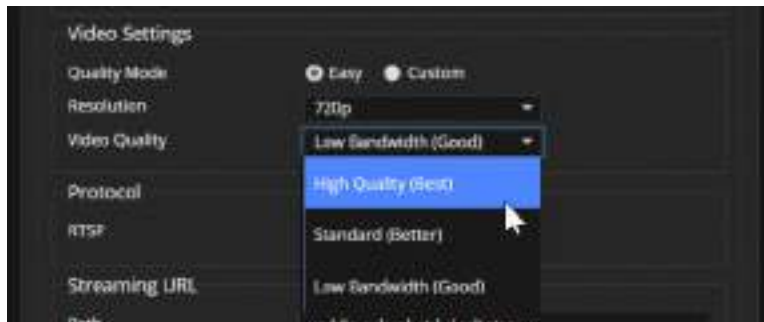 Video Settings
Quality Mode Easy Custom
Resolution 720p
Video Quality Low Bandwidth (Good)
High Quality (Best)
Protocol
RTSP
Standard (Better)
Streaming URL
Low Bandwidth (Good)
Path